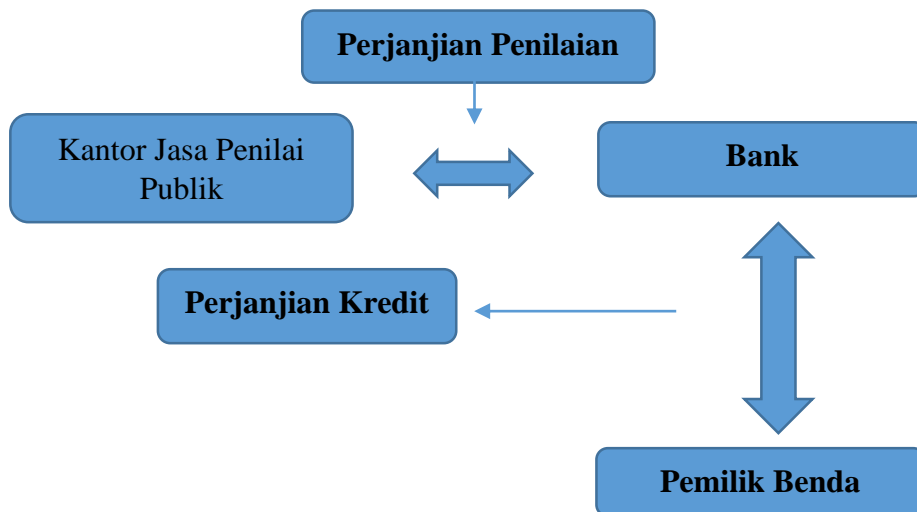 Perjanjian Penilaian
Kantor Jasa Penilai
Publik
Bank
Perjanjian Kredit
Pemilik Benda